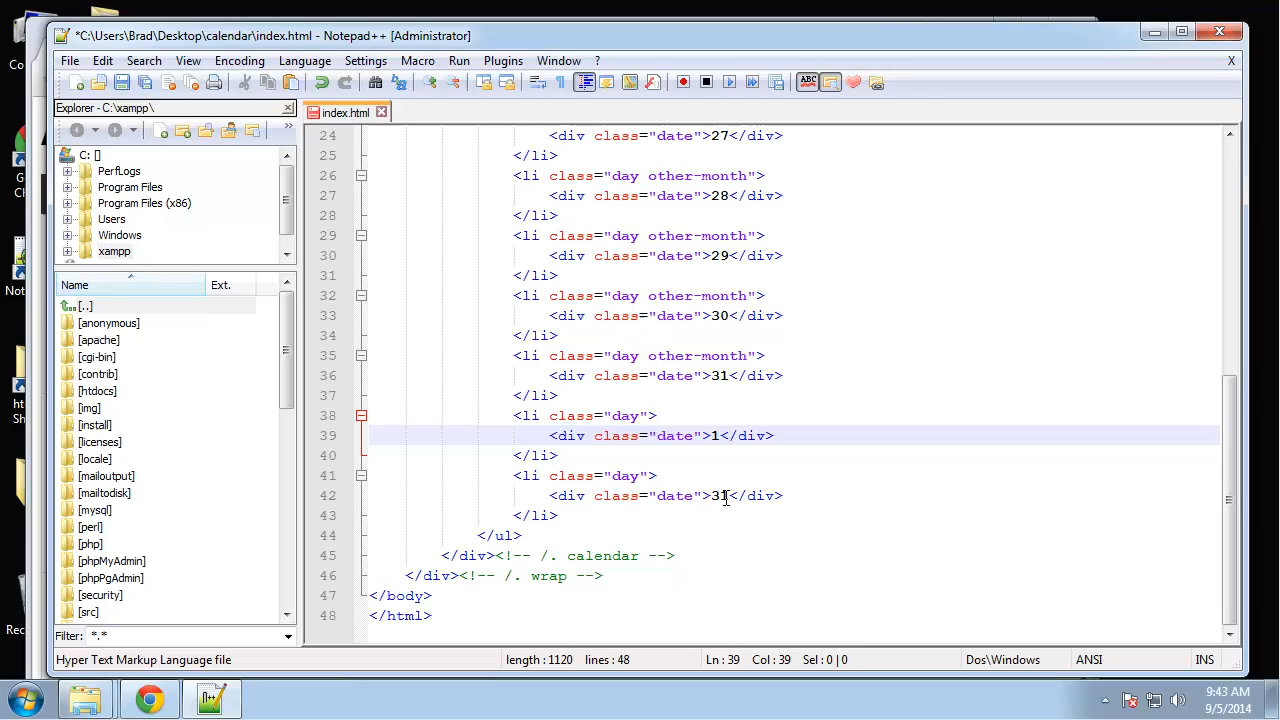 *C:\Users\Brad\Desktop\calendar\index.html - Notepad++ [Administrator]
File Edit Search View Encoding Language Settings Macro Run Plugins Window ? X
ABC
Explorer - C:\xampp\
index.html
C: []
PerfLogs
Program Files
Program Files (x86)
Users
Windows
xampp
Name Ext.
[..]
[anonymous]
[apache]
[cgi-bin]
[contrib]
[htdocs]
[img]
[install]
[licenses]
[locale]
[mailoutput]
[mailtodisk]
[mysql]
[perl]
[php]
[phpMyAdmin]
[phpPgAdmin]
[security]
[src]
Filter: *.*
24 <div class="date">27</div>
25 </li>
26 <li class="day other-month">
27 <div class="date">28</div>
28 </li>
29 <li class="day other-month">
30 <div class="date">29</div>
31 </li>
32 <li class="day other-month">
33 <div class="date">30</div>
34 </li>
35 <li class="day other-month">
36 <div class="date">31</div>
37 </li>
38 <li class="day">
39 <div class="date">1</div>
40 </li>
41 <li class="day">
42 <div class="date">31</div>
43 </li>
44 </ul>
45 </div><!-- /. calendar -->
46 </div><!-- /. wrap -->
47 </body>
48 </html>
Hyper Text Markup Language file length : 1120 lines : 48 Ln : 39 Col : 39 Sel : 0 | 0 Dos\Windows ANSI INS
9:43 AM
9/5/2014